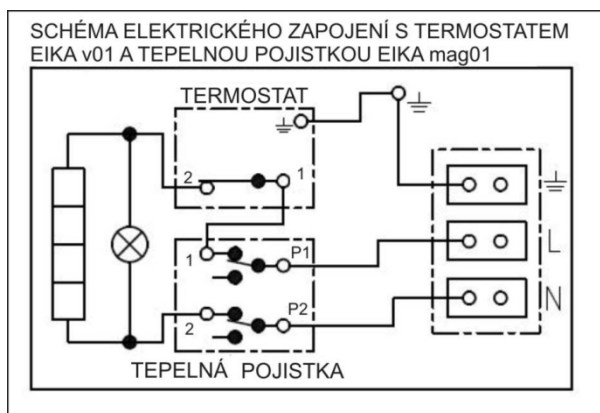 SCHÉMA ELEKTRICKÉHO ZAPOJENÍ S TERMOSTATEM
EIKA v01 A TEPELNOU POJISTKOU EIKA mag01
TERMOSTAT
2
1
1
P1
L
2
P2
N
TEPELNÁ POJISTKA